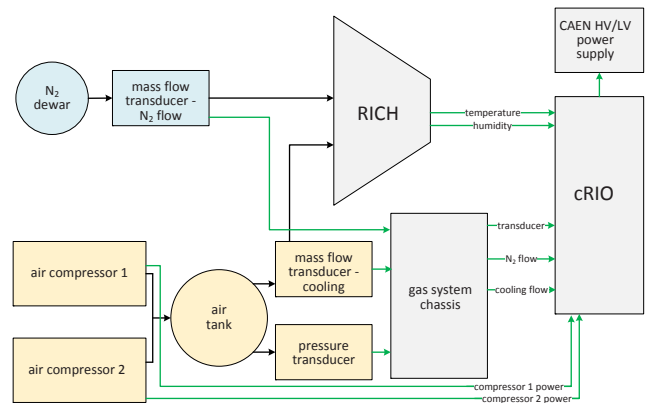 CAEN HV/LV
power
supply
N₂
dewar
mass flow
transducer -
N₂ flow
RICH
temperature
humidity
cRIO
air compressor 1
air compressor 2
air
tank
mass flow
transducer -
cooling
pressure
transducer
gas system
chassis
transducer
N₂ flow
cooling flow
compressor 1 power
compressor 2 power